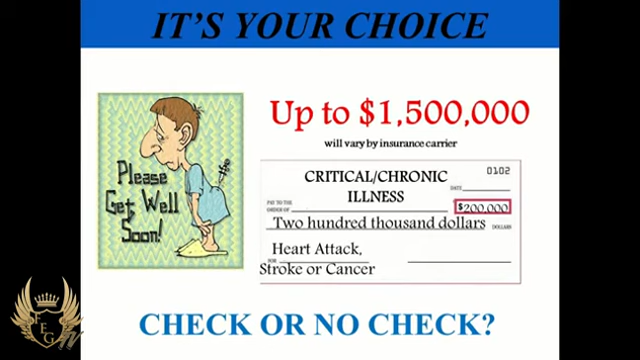 IT'S YOUR CHOICE
Please
Get Well
Soon!
Up to $1,500,000
will vary by insurance carrier
CRITICAL/CHRONIC
ILLNESS
0102
DATE
PAY TO THE
ORDER OF
$200,000
Two hundred thousand dollars DOLLARS
Heart Attack,
FOR
Stroke or Cancer
CHECK OR NO CHECK?
F F G
TV